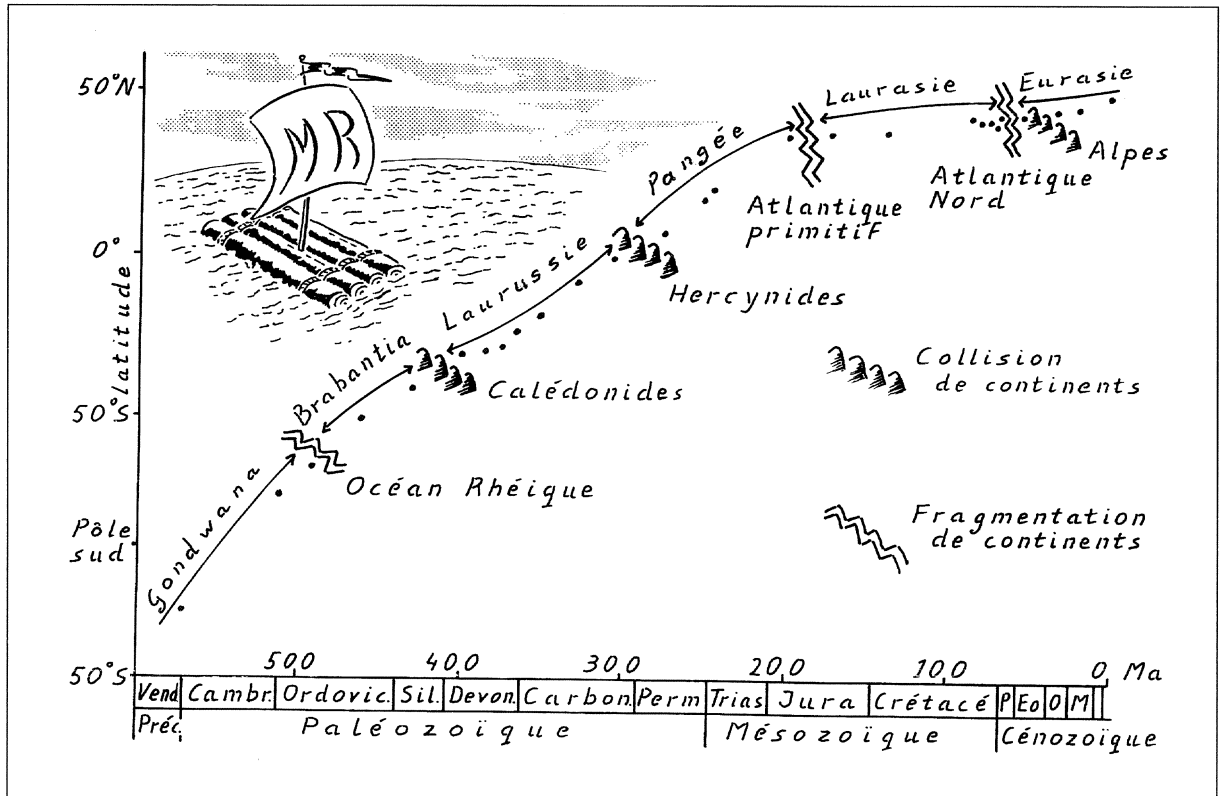 50°N
0°
50°S
Pôle
sud
50°S
latitude
MR
Gondwana
Brabantia
Laurussie
Pangée
Laurasie
Eurasie
Océan Rhéique
Calédonides
Hercynides
Atlantique
primitif
Atlantique
Nord
Alpes
Collision
de continents
Fragmentation
de continents
500 400 300 200 100 0 Ma
Vend Cambr. Ordovic. Sil. Devon. Carbon. Perm Trias Jura Crétacé P Eo O M
Préc. Paléozoïque Mésozoïque Cénozoïque